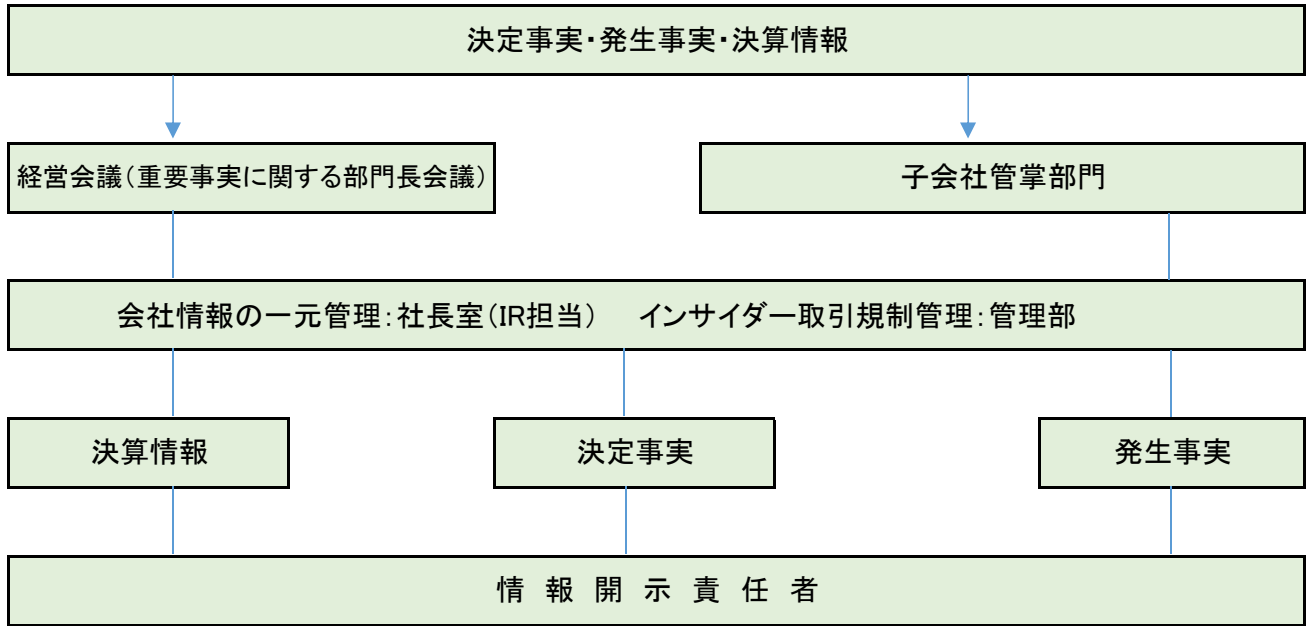 決定事実・発生事実・決算情報
経営会議（重要事実に関する部門長会議）
子会社管掌部門
会社情報の一元管理：社長室（IR担当）　インサイダー取引規制管理：管理部
決算情報
決定事実
発生事実
情 報 開 示 責 任 者